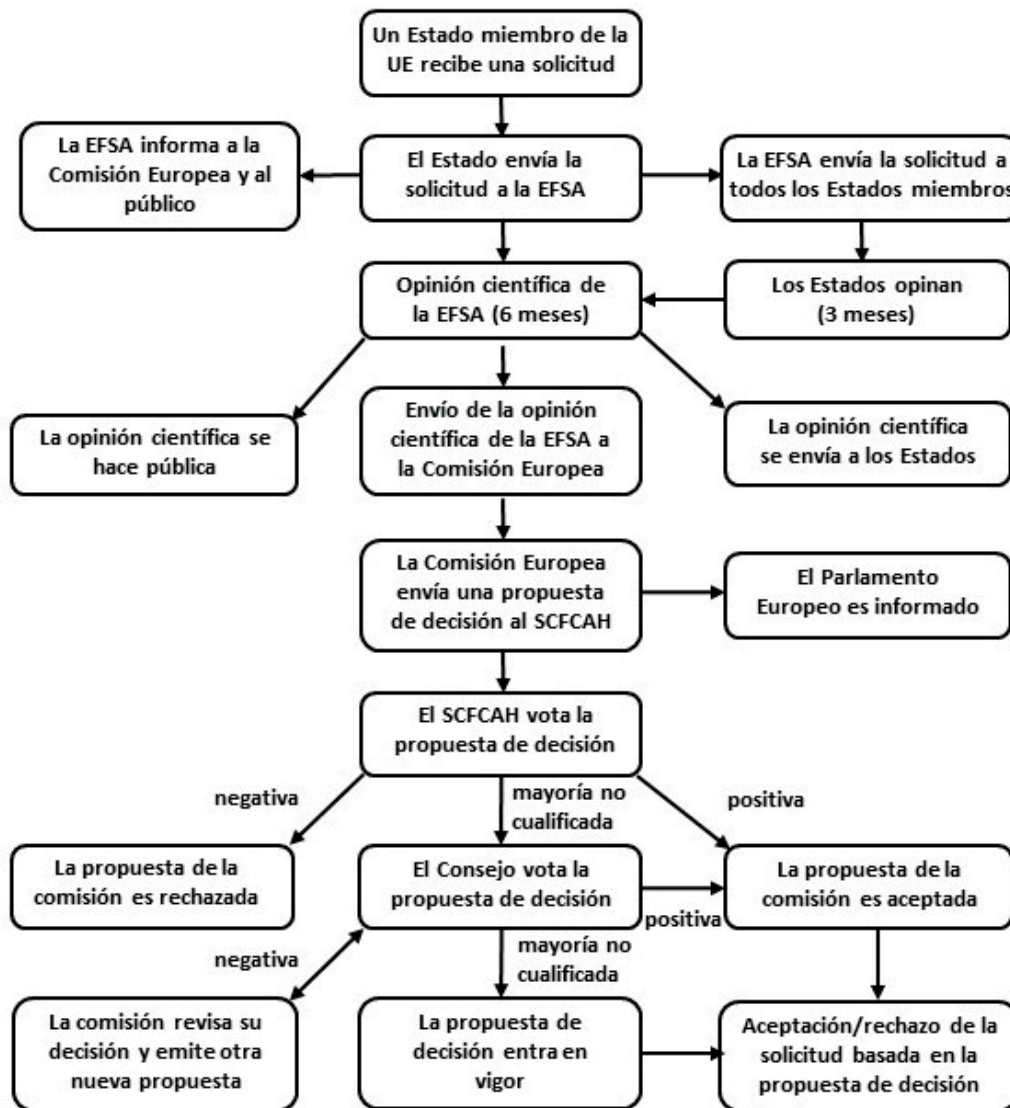 Un Estado miembro de la
UE recibe una solicitud
La EFSA informa a la
Comisión Europea y al
público
El Estado envía la
solicitud a la EFSA
La EFSA envía la solicitud a
todos los Estados miembros
Opinión científica de
la EFSA (6 meses)
Los Estados opinan
(3 meses)
La opinión científica se
hace pública
Envío de la opinión
científica de la EFSA a
la Comisión Europea
La opinión científica
se envía a los Estados
La Comisión Europea
envía una propuesta
de decisión al SCFCAH
El Parlamento
Europeo es informado
El SCFCAH vota la
propuesta de decisión
negativa
mayoría no
cualificada
positiva
La propuesta de la
comisión es rechazada
El Consejo vota la
propuesta de decisión
La propuesta de la
comisión es aceptada
positiva
negativa
mayoría no
cualificada
La comisión revisa su
decisión y emite otra
nueva propuesta
La propuesta de
decisión entra en
vigor
Aceptación/rechazo de la
solicitud basada en la
propuesta de decisión